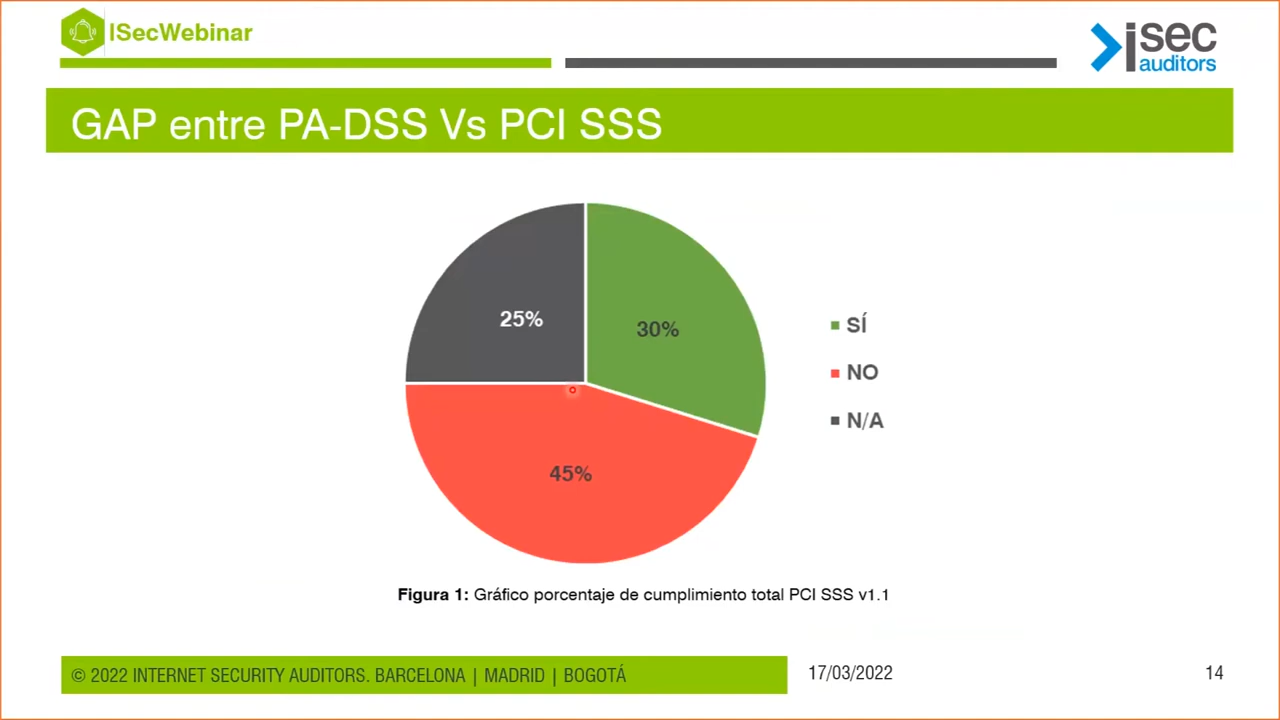 ISecWebinar
isec
auditors
GAP entre PA-DSS Vs PCI SSS
25%
30%
45%
SÍ
NO
N/A
Figura 1: Gráfico porcentaje de cumplimiento total PCI SSS v1.1
© 2022 INTERNET SECURITY AUDITORS. BARCELONA | MADRID | BOGOTÁ
17/03/2022
14